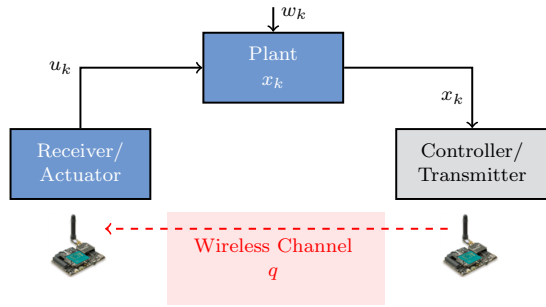 w_k
Plant
x_k
u_k
x_k
Receiver/
Actuator
Controller/
Transmitter
Wireless Channel
q